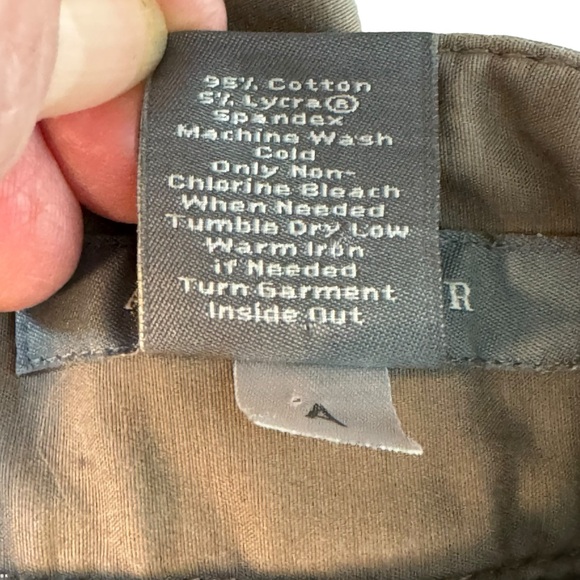 95% Cotton
5% Lycra®
Spandex
Machine Wash
Cold
Only Non-
Chlorine Bleach
When Needed
Tumble Dry Low
Warm Iron
if Needed
Turn Garment
Inside Out
R
A